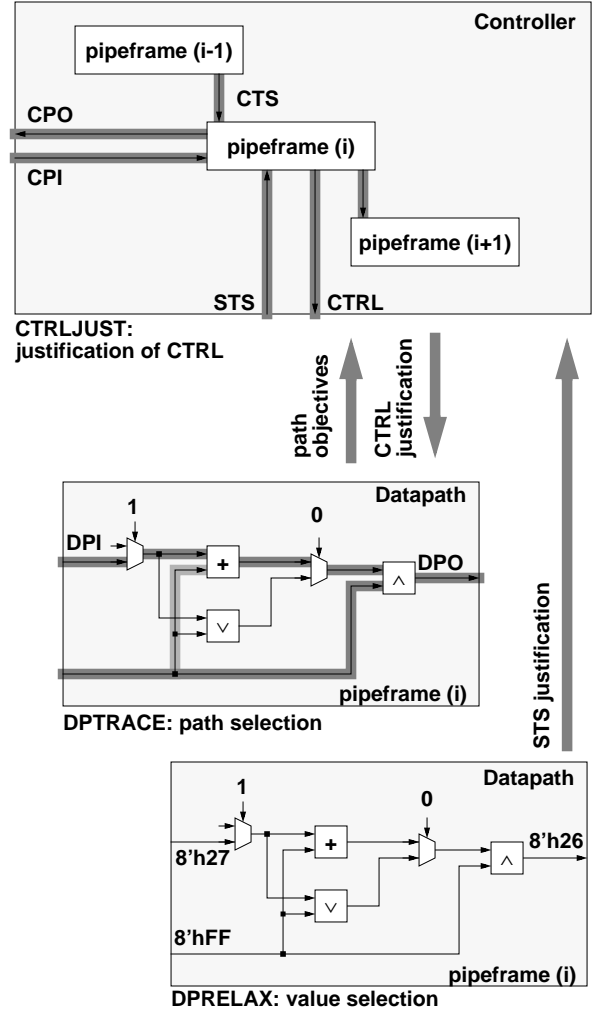 Controller
pipeframe (i-1)
CTS
CPO
pipeframe (i)
CPI
pipeframe (i+1)
STS
CTRL
CTRLJUST:
justification of CTRL
path
objectives
CTRL
justification
STS justification
Datapath
1
0
DPI
+
DPO
∧
∨
pipeframe (i)
DPTRACE: path selection
Datapath
1
0
+
8'h26
8'h27
∧
∨
8'hFF
pipeframe (i)
DPRELAX: value selection